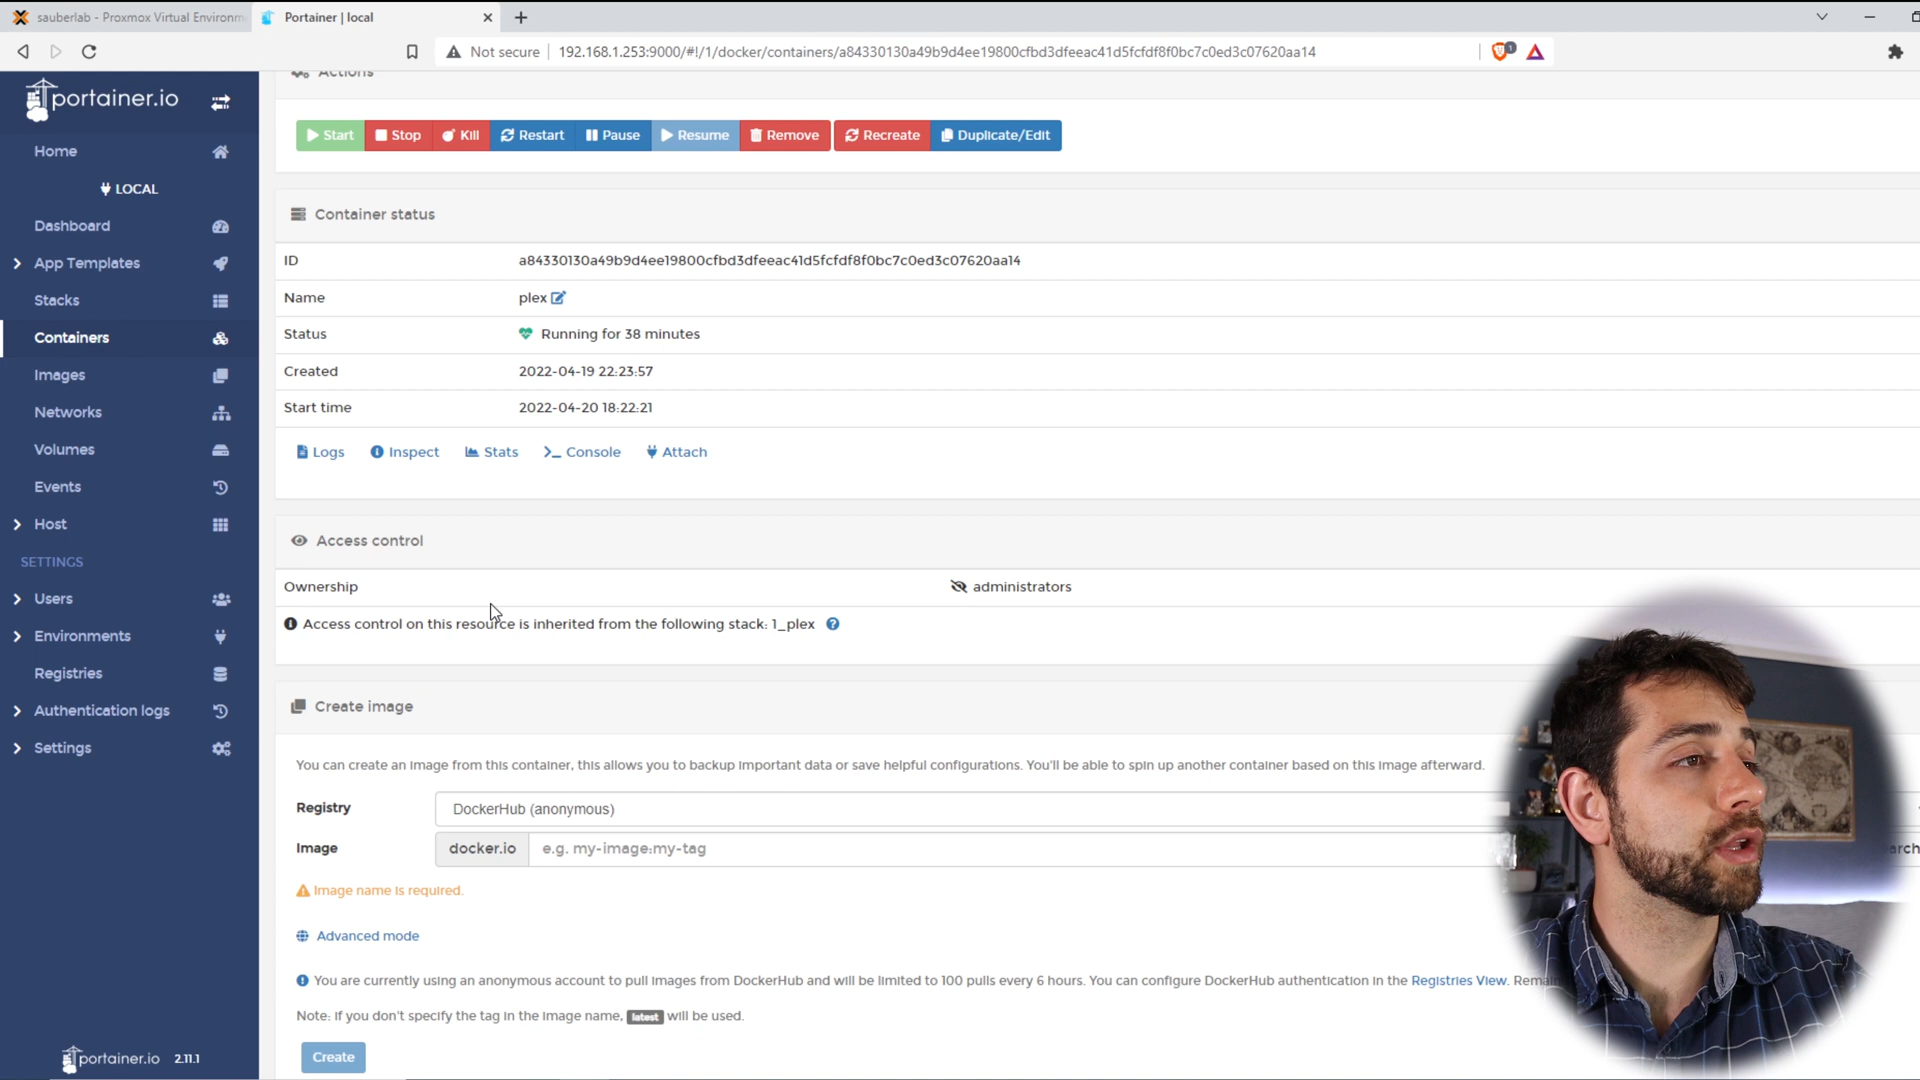 sauberlab - Proxmox Virtual Environm
Portainer | local
Not secure
192.168.1.253:9000/#!/1/docker/containers/a84330130a49b9d4ee19800cfbd3dfeeac41d5fcfdf8f0bc7c0ed3c07620aa14
1
portainer.io
Home
LOCAL
Dashboard
App Templates
Stacks
Containers
Images
Networks
Volumes
Events
Host
SETTINGS
Users
Environments
Registries
Authentication logs
Settings
portainer.io 2.11.1
Actions
Start Stop Kill Restart Pause Resume Remove Recreate Duplicate/Edit
Container status
ID a84330130a49b9d4ee19800cfbd3dfeeac41d5fcfdf8f0bc7c0ed3c07620aa14
Name plex
Status Running for 38 minutes
Created 2022-04-19 22:23:57
Start time 2022-04-20 18:22:21
Logs Inspect Stats Console Attach
Access control
Ownership administrators
Access control on this resource is inherited from the following stack: 1_plex
Create image
You can create an image from this container, this allows you to backup important data or save helpful configurations. You'll be able to spin up another container based on this image afterward.
Registry DockerHub (anonymous)
Image docker.io e.g. my-image:my-tag
Image name is required.
Advanced mode
You are currently using an anonymous account to pull images from DockerHub and will be limited to 100 pulls every 6 hours. You can configure DockerHub authentication in the Registries View.
Note: if you don't specify the tag in the image name, latest will be used.
Create